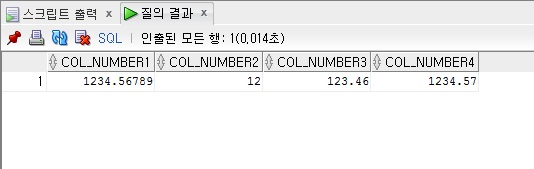 스크립트 출력 x 질의 결과 x
SQL | 인출된 모든 행: 1(0,014초)
COL_NUMBER1 COL_NUMBER2 COL_NUMBER3 COL_NUMBER4
1 1234.56789 12 123.46 1234.57